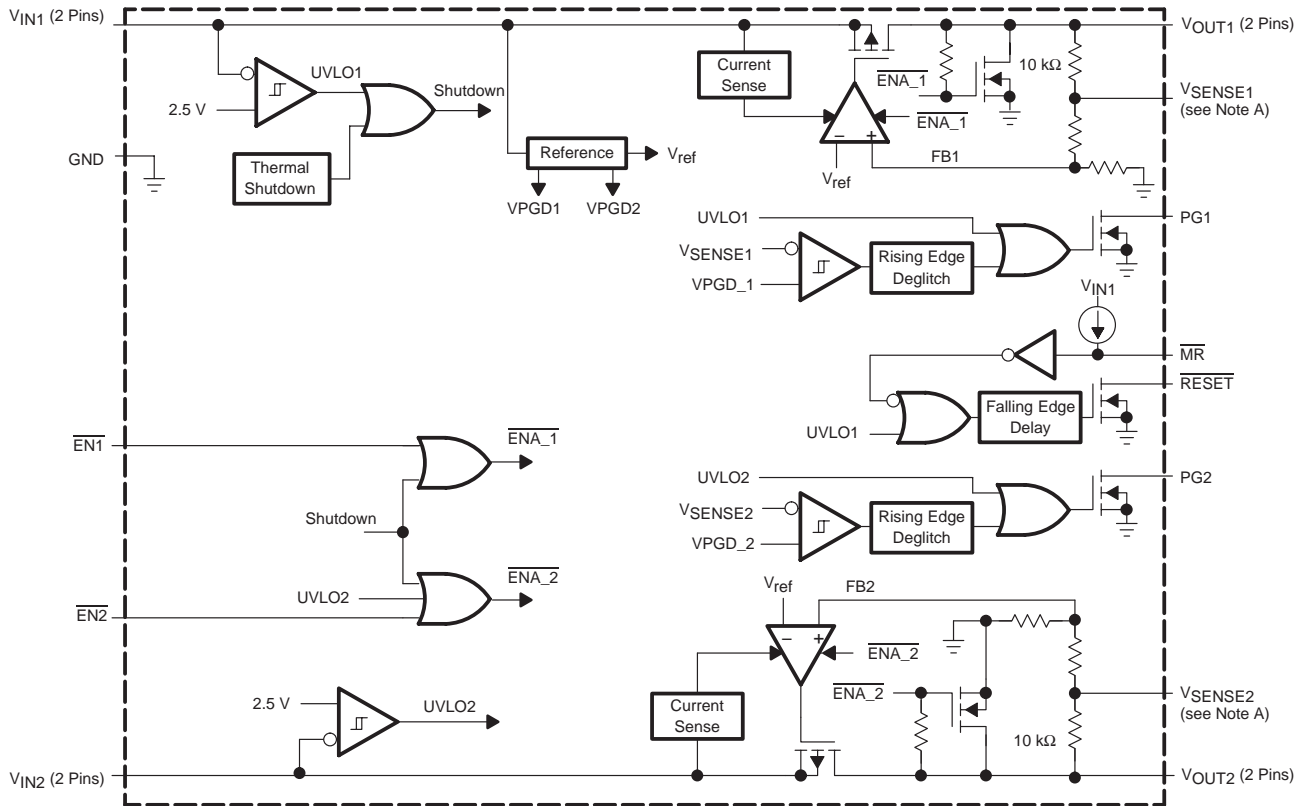 VIN1 (2 Pins)
VOUT1 (2 Pins)
Current
Sense
ENA_1
10 kΩ
UVLO1
Shutdown
2.5 V
VSENSE1
(see Note A)
ENA_1
GND
Thermal
Shutdown
Reference
Vref
− +
FB1
Vref
VPGD1 VPGD2
UVLO1
PG1
VSENSE1
Rising Edge
Deglitch
VPGD_1
VIN1
MR
RESET
Falling Edge
Delay
UVLO1
EN1
ENA_1
UVLO2
PG2
VSENSE2
Rising Edge
Deglitch
VPGD_2
Shutdown
ENA_2
UVLO2
EN2
Vref
FB2
− +
ENA_2
ENA_2
VSENSE2
(see Note A)
2.5 V
UVLO2
Current
Sense
10 kΩ
VIN2 (2 Pins)
VOUT2 (2 Pins)